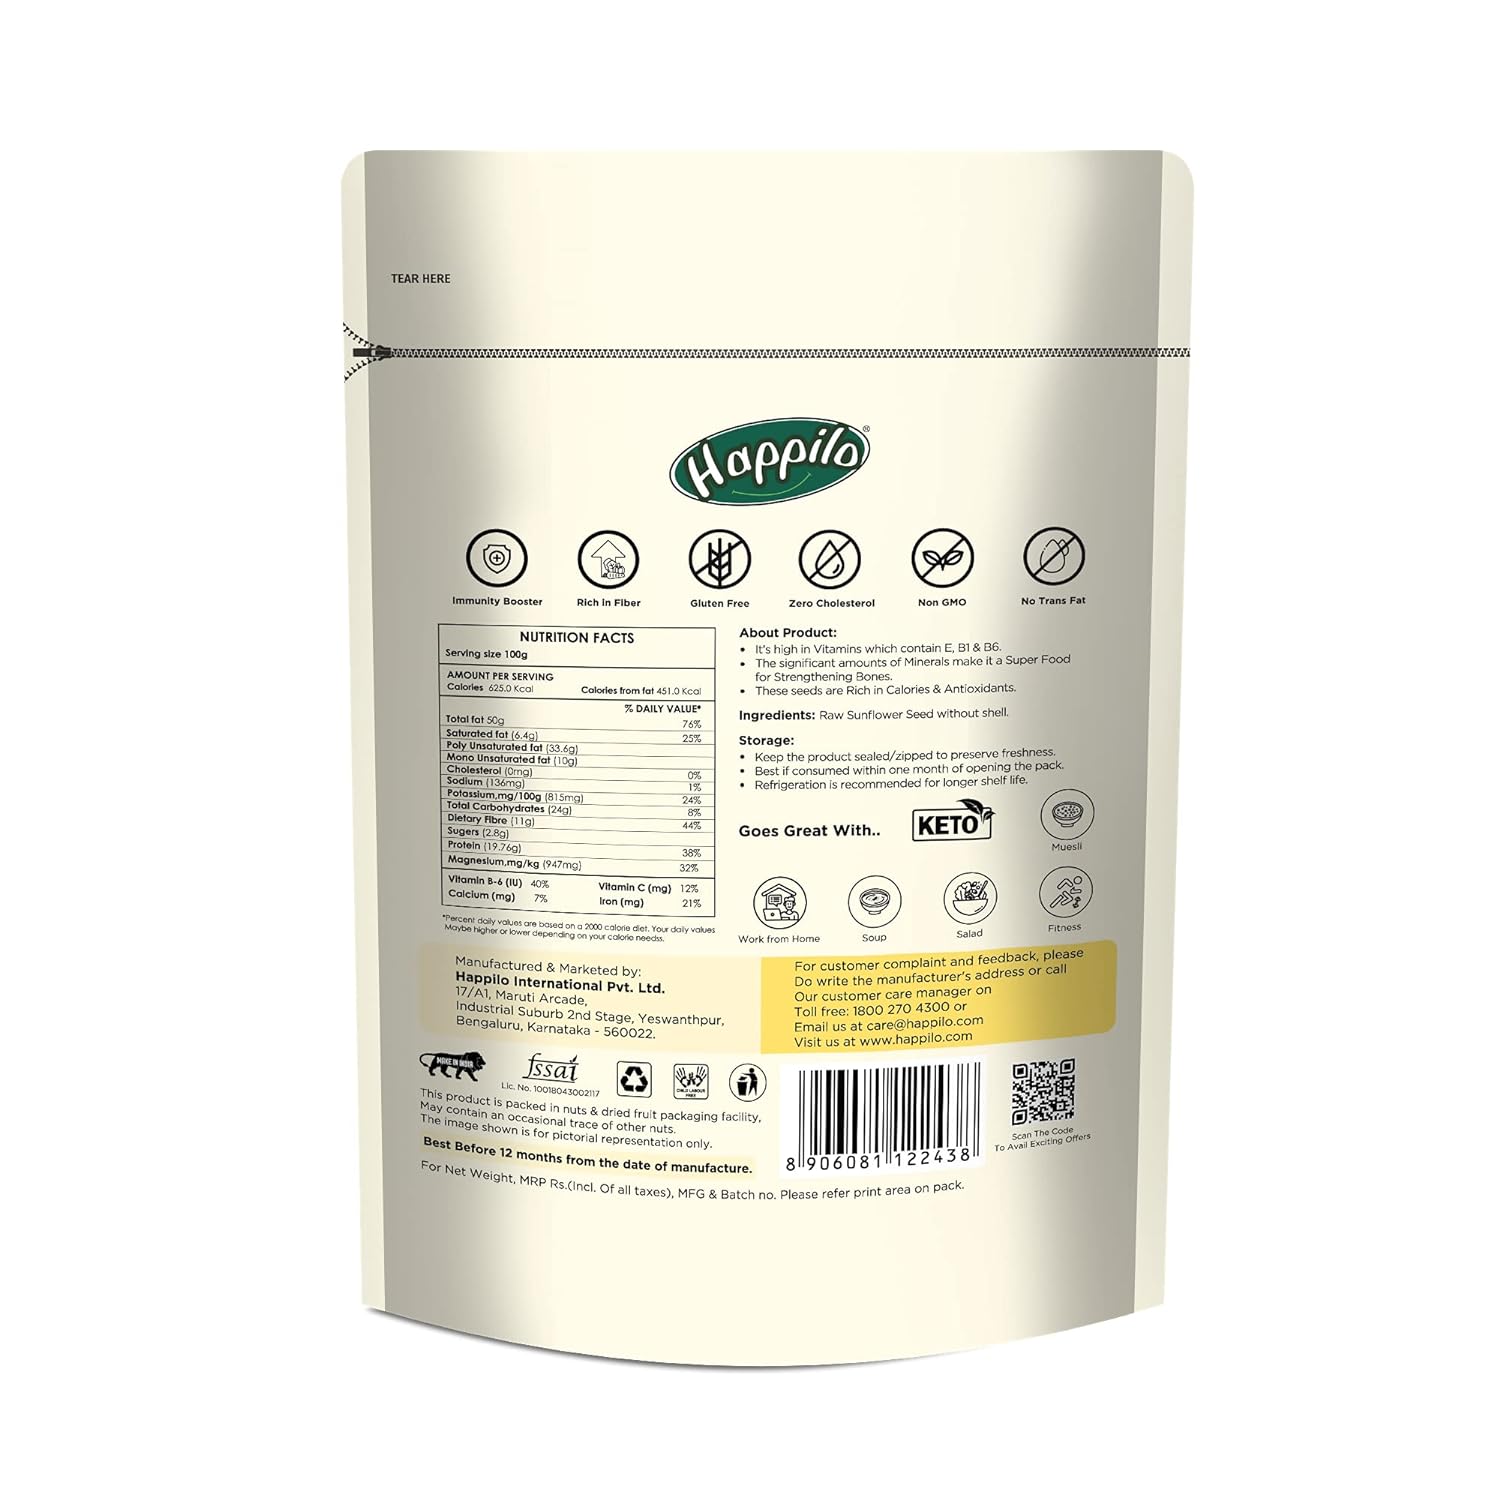 TEAR HERE
Happilo®
Immunity Booster
Rich in Fiber
Gluten Free
Zero Cholesterol
Non GMO
No Trans Fat
NUTRITION FACTS
Serving size 100g
AMOUNT PER SERVING
Calories 625.0 Kcal Calories from fat 451.0 Kcal
% DAILY VALUE*
Total fat 50g 76%
Saturated fat (6.4g) 25%
Poly Unsaturated fat (33.6g)
Mono Unsaturated fat (10g)
Cholesterol (0mg) 0%
Sodium (136mg) 1%
Potassium,mg/100g (815mg) 24%
Total Carbohydrates (24g) 8%
Dietary Fibre (11g) 44%
Sugers (2.8g)
Protein (19.76g) 38%
Magnesium,mg/kg (947mg) 32%
Vitamin B-6 (IU) 40% Vitamin C (mg) 12%
Calcium (mg) 7% Iron (mg) 21%
*Percent daily values are based on a 2000 calorie diet. Your daily values
Maybe higher or lower depending on your calorie needss.
About Product:
• It's high in Vitamins which contain E, B1 & B6.
• The significant amounts of Minerals make it a Super Food
for Strengthening Bones.
• These seeds are Rich in Calories & Antioxidants.
Ingredients: Raw Sunflower Seed without shell.
Storage:
• Keep the product sealed/zipped to preserve freshness.
• Best if consumed within one month of opening the pack.
• Refrigeration is recommended for longer shelf life.
Goes Great With..
KETO
Muesli
Work from Home
Soup
Salad
Fitness
Manufactured & Marketed by:
Happilo International Pvt. Ltd.
17/A1, Maruti Arcade,
Industrial Suburb 2nd Stage, Yeswanthpur,
Bengaluru, Karnataka - 560022.
For customer complaint and feedback, please
Do write the manufacturer's address or call
Our customer care manager on
Toll free: 1800 270 4300 or
Email us at care@happilo.com
Visit us at www.happilo.com
MAKE IN INDIA
fssai
Lic. No. 10018043002117
CHILD LABOUR
FREE
This product is packed in nuts & dried fruit packaging facility,
May contain an occasional trace of other nuts.
The image shown is for pictorial representation only.
Best Before 12 months from the date of manufacture.
For Net Weight, MRP Rs.(Incl. Of all taxes), MFG & Batch no. Please refer print area on pack.
8 906081 122438
Scan The Code
To Avail Exciting Offers